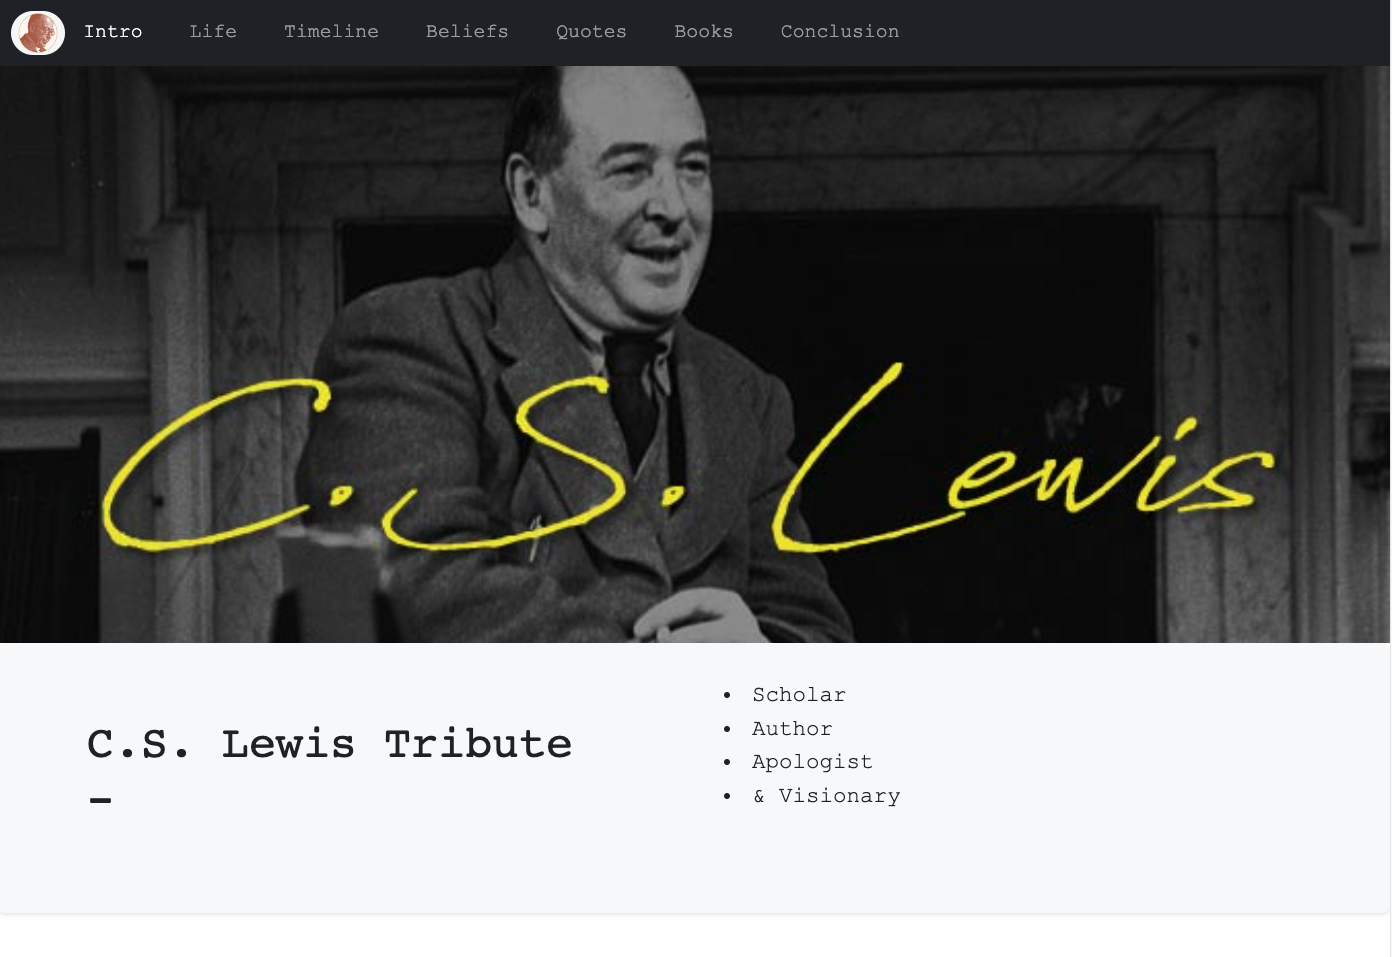 Intro Life Timeline Beliefs Quotes Books Conclusion
C.S. Lewis
C.S. Lewis Tribute
–
• Scholar
• Author
• Apologist
• & Visionary